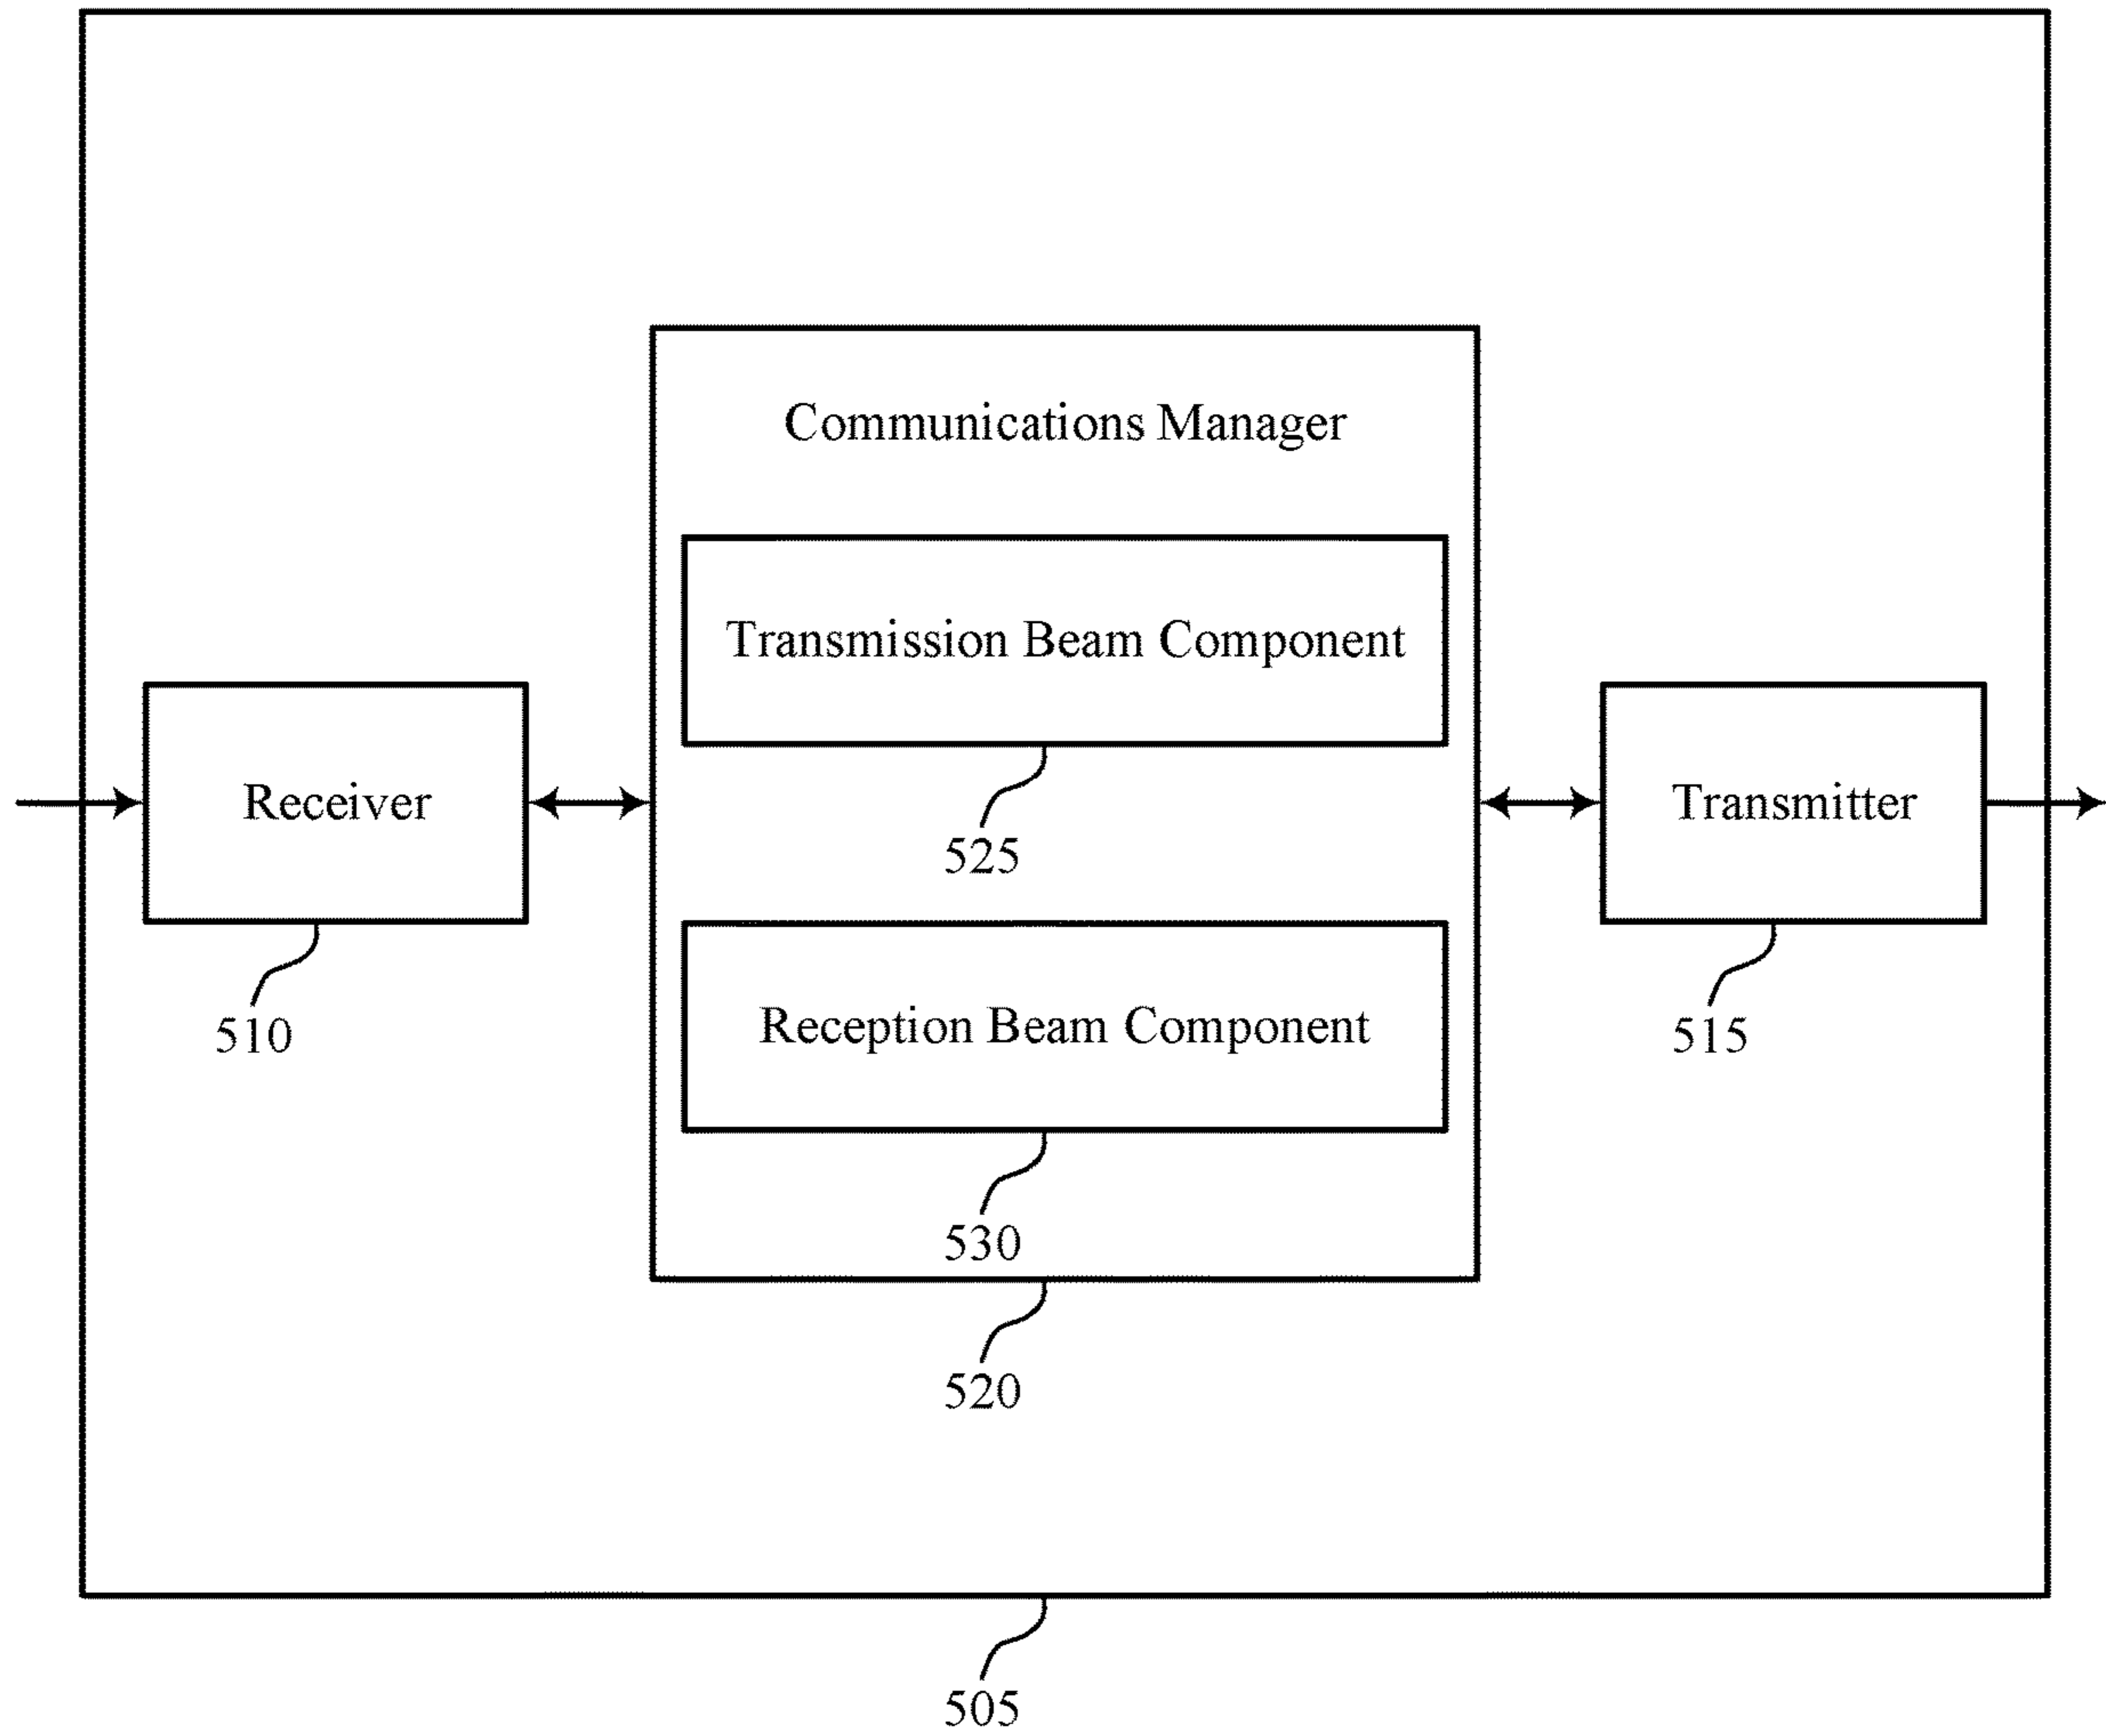 Communications Manager
Transmission Beam Component
525
Receiver
510
Transmitter
515
Reception Beam Component
530
520
505